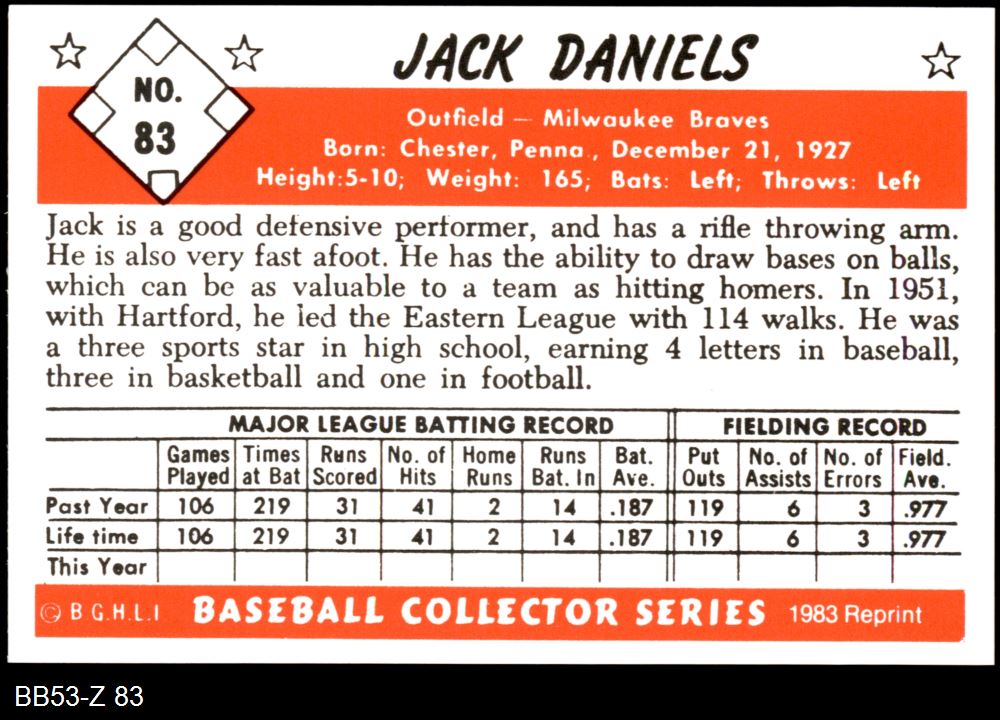 JACK DANIELS
NO.
83
Outfield — Milwaukee Braves
Born: Chester, Penna., December 21, 1927
Height:5-10; Weight: 165; Bats: Left; Throws: Left
Jack is a good defensive performer, and has a rifle throwing arm.
He is also very fast afoot. He has the ability to draw bases on balls,
which can be as valuable to a team as hitting homers. In 1951,
with Hartford, he led the Eastern League with 114 walks. He was
a three sports star in high school, earning 4 letters in baseball,
three in basketball and one in football.
MAJOR LEAGUE BATTING RECORD FIELDING RECORD
Games Times Runs No. of Home Runs Bat. Put No. of No. of Field.
Played at Bat Scored Hits Runs Bat. In Ave. Outs Assists Errors Ave.
Past Year 106 219 31 41 2 14 .187 119 6 3 .977
Life time 106 219 31 41 2 14 .187 119 6 3 .977
This Year
© B G.H.L.I BASEBALL COLLECTOR SERIES 1983 Reprint
BB53-Z 83